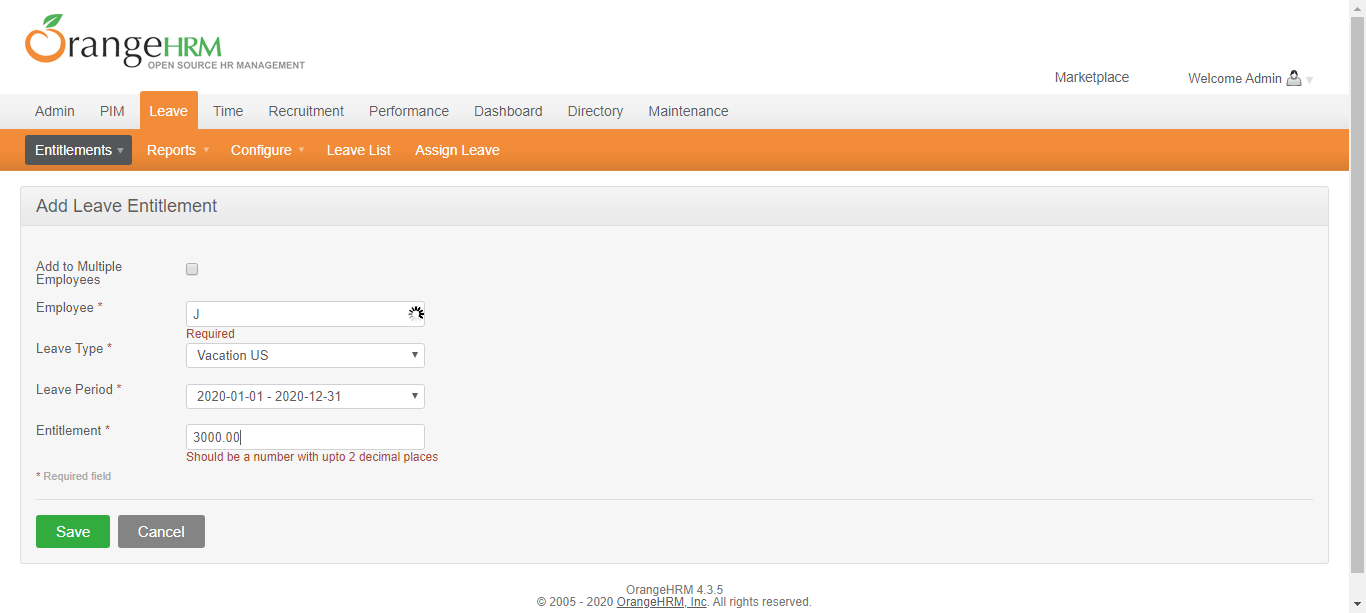 OrangeHRM
OPEN SOURCE HR MANAGEMENT
Marketplace Welcome Admin
Admin PIM Leave Time Recruitment Performance Dashboard Directory Maintenance
Entitlements Reports Configure Leave List Assign Leave
Add Leave Entitlement
Add to Multiple
Employees
Employee * J
Required
Leave Type * Vacation US
Leave Period * 2020-01-01 - 2020-12-31
Entitlement * 3000.00
Should be a number with upto 2 decimal places
* Required field
Save Cancel
OrangeHRM 4.3.5
© 2005 - 2020 OrangeHRM, Inc. All rights reserved.